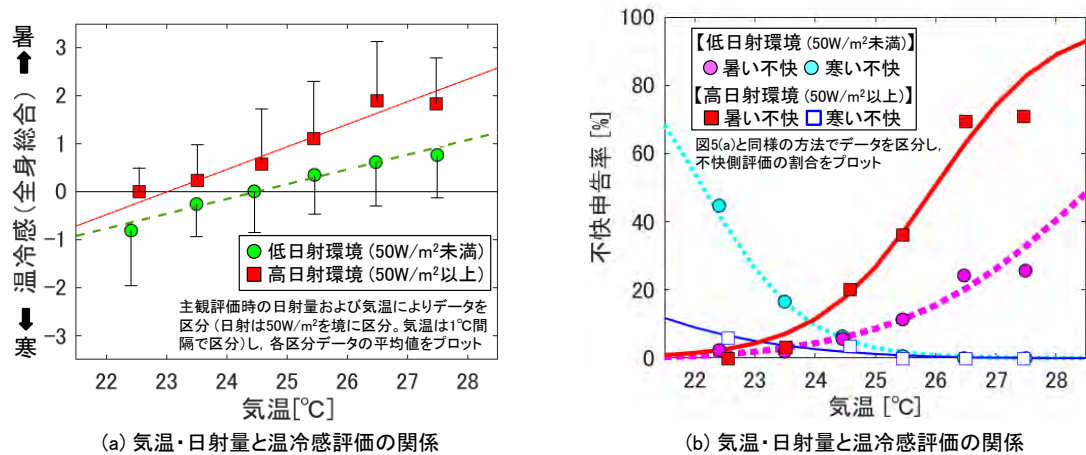 暑
温冷感(全身総合)
寒
3
2
1
0
-1
-2
-3
低日射環境 (50W/m²未満)
高日射環境 (50W/m²以上)
主観評価時の日射量および気温によりデータを
区分(日射は50W/m²を境に区分。気温は1℃間
隔で区分)し,各区分データの平均値をプロット
22 23 24 25 26 27 28
気温[℃]
(a) 気温・日射量と温冷感評価の関係
不快申告率 [%]
100
80
60
40
20
0
【低日射環境 (50W/m²未満)】
暑い不快 寒い不快
【高日射環境 (50W/m²以上)】
暑い不快 寒い不快
図5(a)と同様の方法でデータを区分し,
不快側評価の割合をプロット
22 23 24 25 26 27 28
気温 [℃]
(b) 気温・日射量と温冷感評価の関係